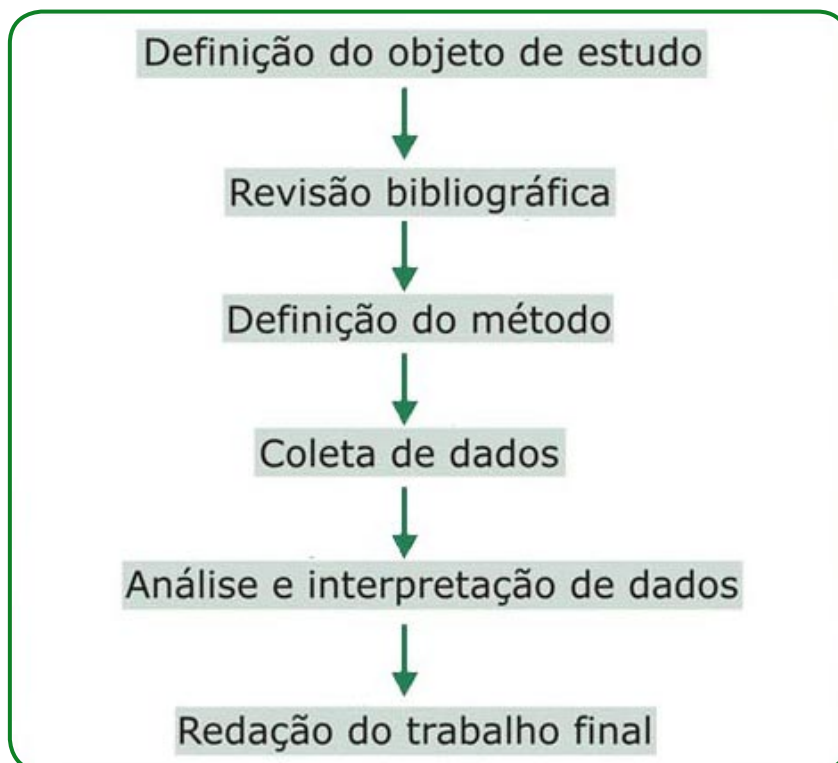 Definição do objeto de estudo
Revisão bibliográfica
Definição do método
Coleta de dados
Análise e interpretação de dados
Redação do trabalho final